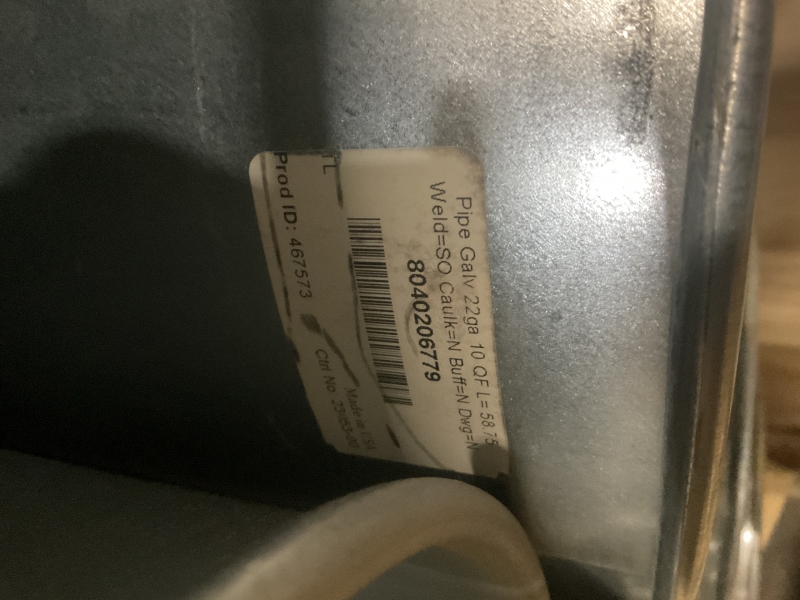 Pipe Galv 22ga 10 QF L= 58.75
Weld=SO Caulk=N Buff=N Dwg=N
8040206779
TL
Prod ID: 467573
Made in USA
Ctrl No.